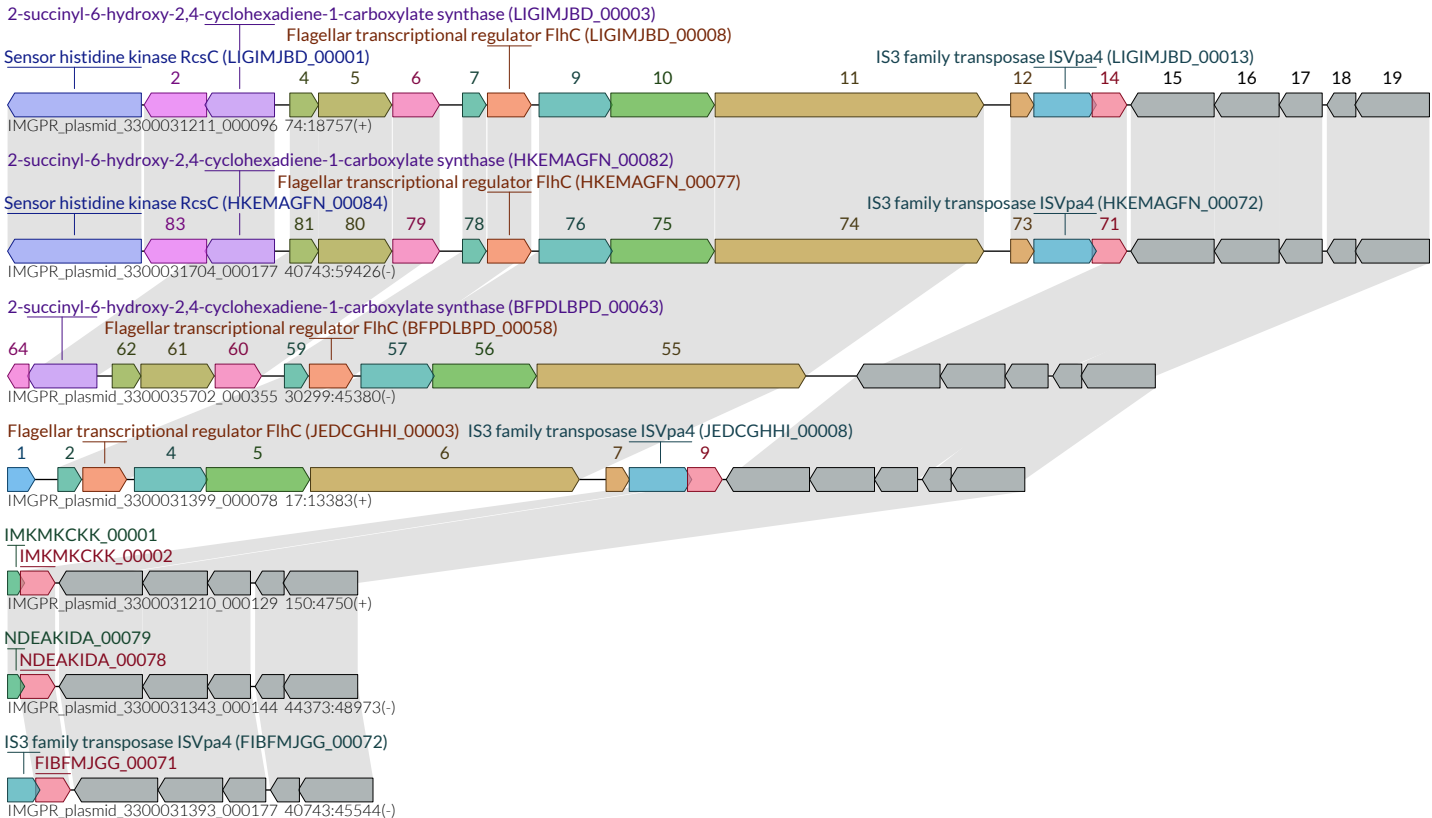 2-succinyl-6-hydroxy-2,4-cyclohexadiene-1-carboxylate synthase (LIGIMJBD_00003)
Flagellar transcriptional regulator FlhC (LIGIMJBD_00008)
Sensor histidine kinase RcsC (LIGIMJBD_00001) IS3 family transposase ISVpa4 (LIGIMJBD_00013)
2 4 5 6 7 9 10 11 12 14 15 16 17 18 19
IMGPR_plasmid_3300031211_000096 74:18757(+)
2-succinyl-6-hydroxy-2,4-cyclohexadiene-1-carboxylate synthase (HKEMAGFN_00082)
Flagellar transcriptional regulator FlhC (HKEMAGFN_00077)
Sensor histidine kinase RcsC (HKEMAGFN_00084) IS3 family transposase ISVpa4 (HKEMAGFN_00072)
83 81 80 79 78 76 75 74 73 71
IMGPR_plasmid_3300031704_000177 40743:59426(-)
2-succinyl-6-hydroxy-2,4-cyclohexadiene-1-carboxylate synthase (BFPDLBPD_00063)
Flagellar transcriptional regulator FlhC (BFPDLBPD_00058)
64 62 61 60 59 57 56 55
IMGPR_plasmid_3300035702_000355 30299:45380(-)
Flagellar transcriptional regulator FlhC (JEDCGHHI_00003) IS3 family transposase ISVpa4 (JEDCGHHI_00008)
1 2 4 5 6 7 9
IMGPR_plasmid_3300031399_000078 17:13383(+)
IMKMKCKK_00001
IMKMKCKK_00002
IMGPR_plasmid_3300031210_000129 150:4750(+)
NDEAKIDA_00079
NDEAKIDA_00078
IMGPR_plasmid_3300031343_000144 44373:48973(-)
IS3 family transposase ISVpa4 (FIBFMJGG_00072)
FIBFMJGG_00071
IMGPR_plasmid_3300031393_000177 40743:45544(-)